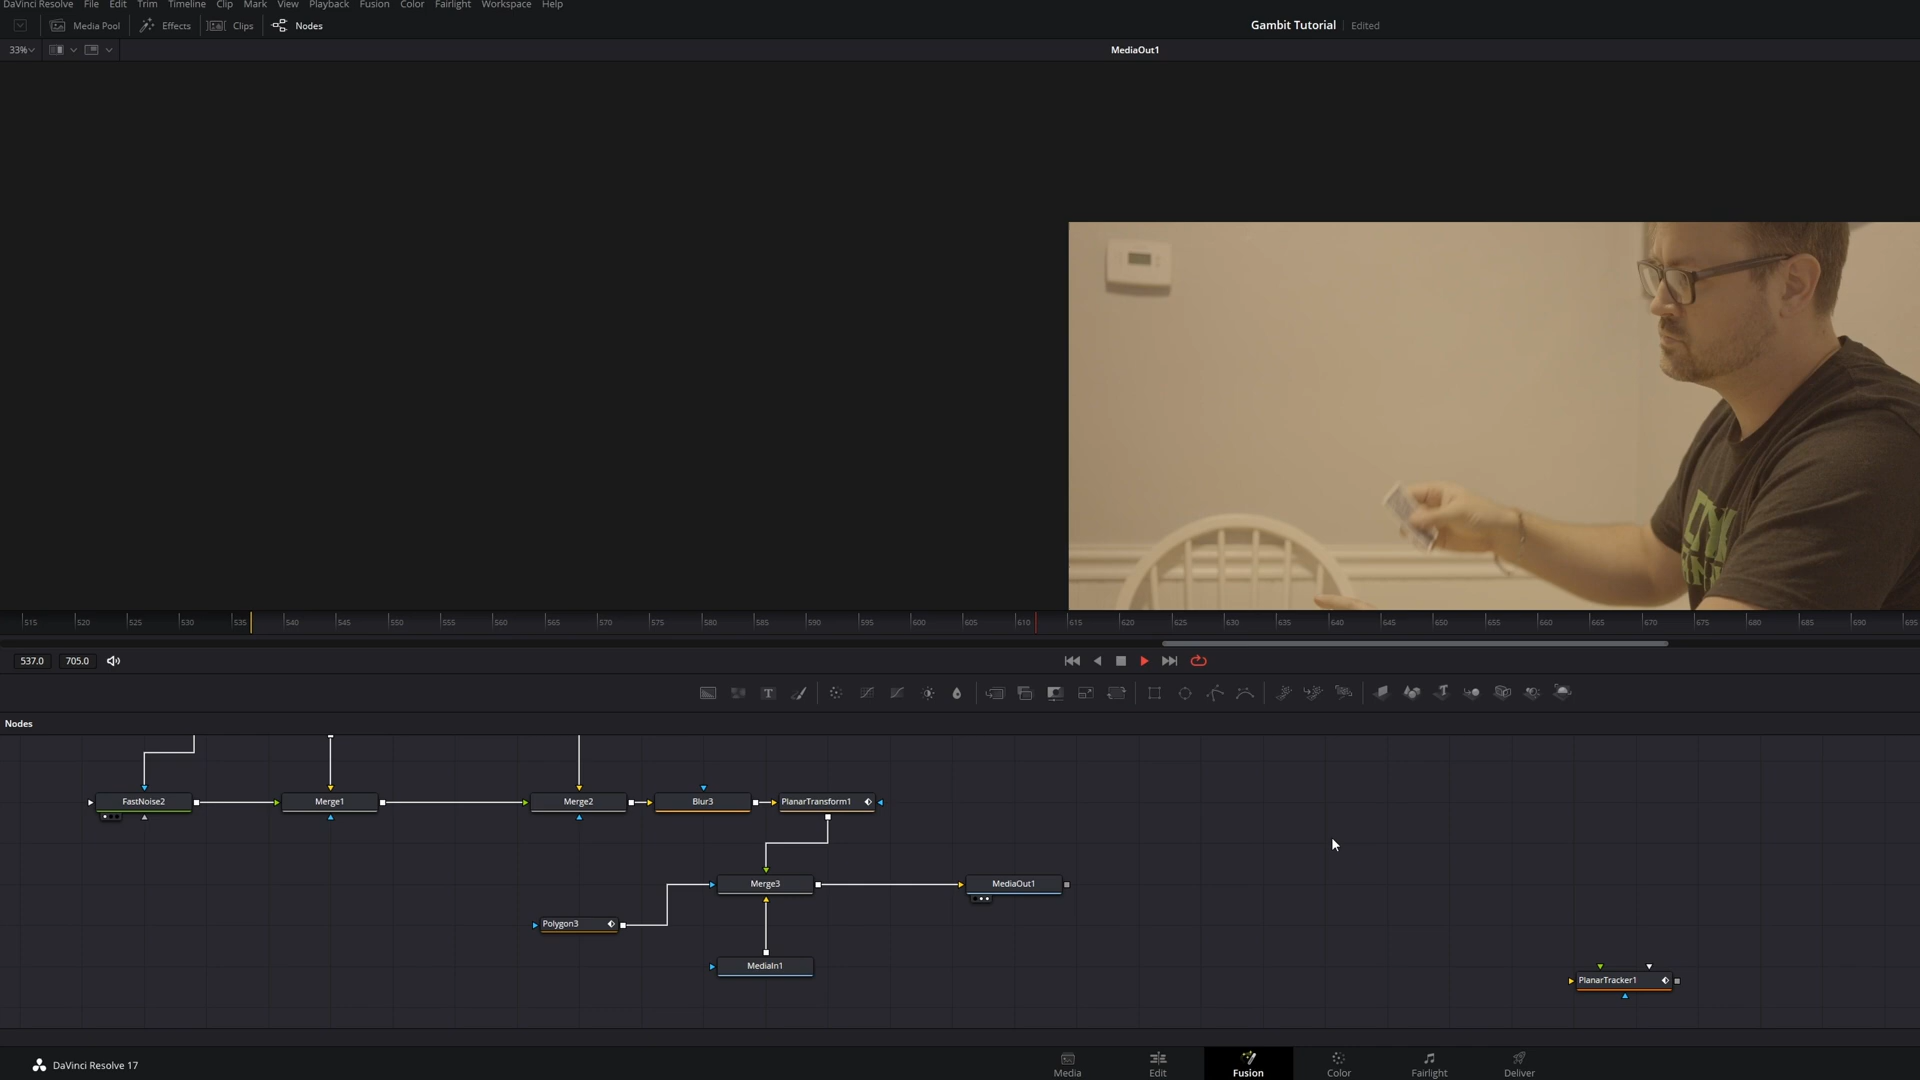 DaVinci Resolve File Edit Trim Timeline Clip Mark View Playback Fusion Color Fairlight Workspace Help
Media Pool Effects Clips Nodes Gambit Tutorial Edited
33% MediaOut1
515 520 525 530 535 540 545 550 555 560 565 570 575 580 585 590 595 600 605 610 615 620 625 630 635 640 645 650 655 660 665 670 675 680 685 690 695
537.0 705.0
T
Nodes
FastNoise2 Merge1 Merge2 Blur3 PlanarTransform1
Merge3 MediaOut1
Polygon3
MediaIn1
PlanarTracker1
DaVinci Resolve 17 Media Edit Fusion Color Fairlight Deliver